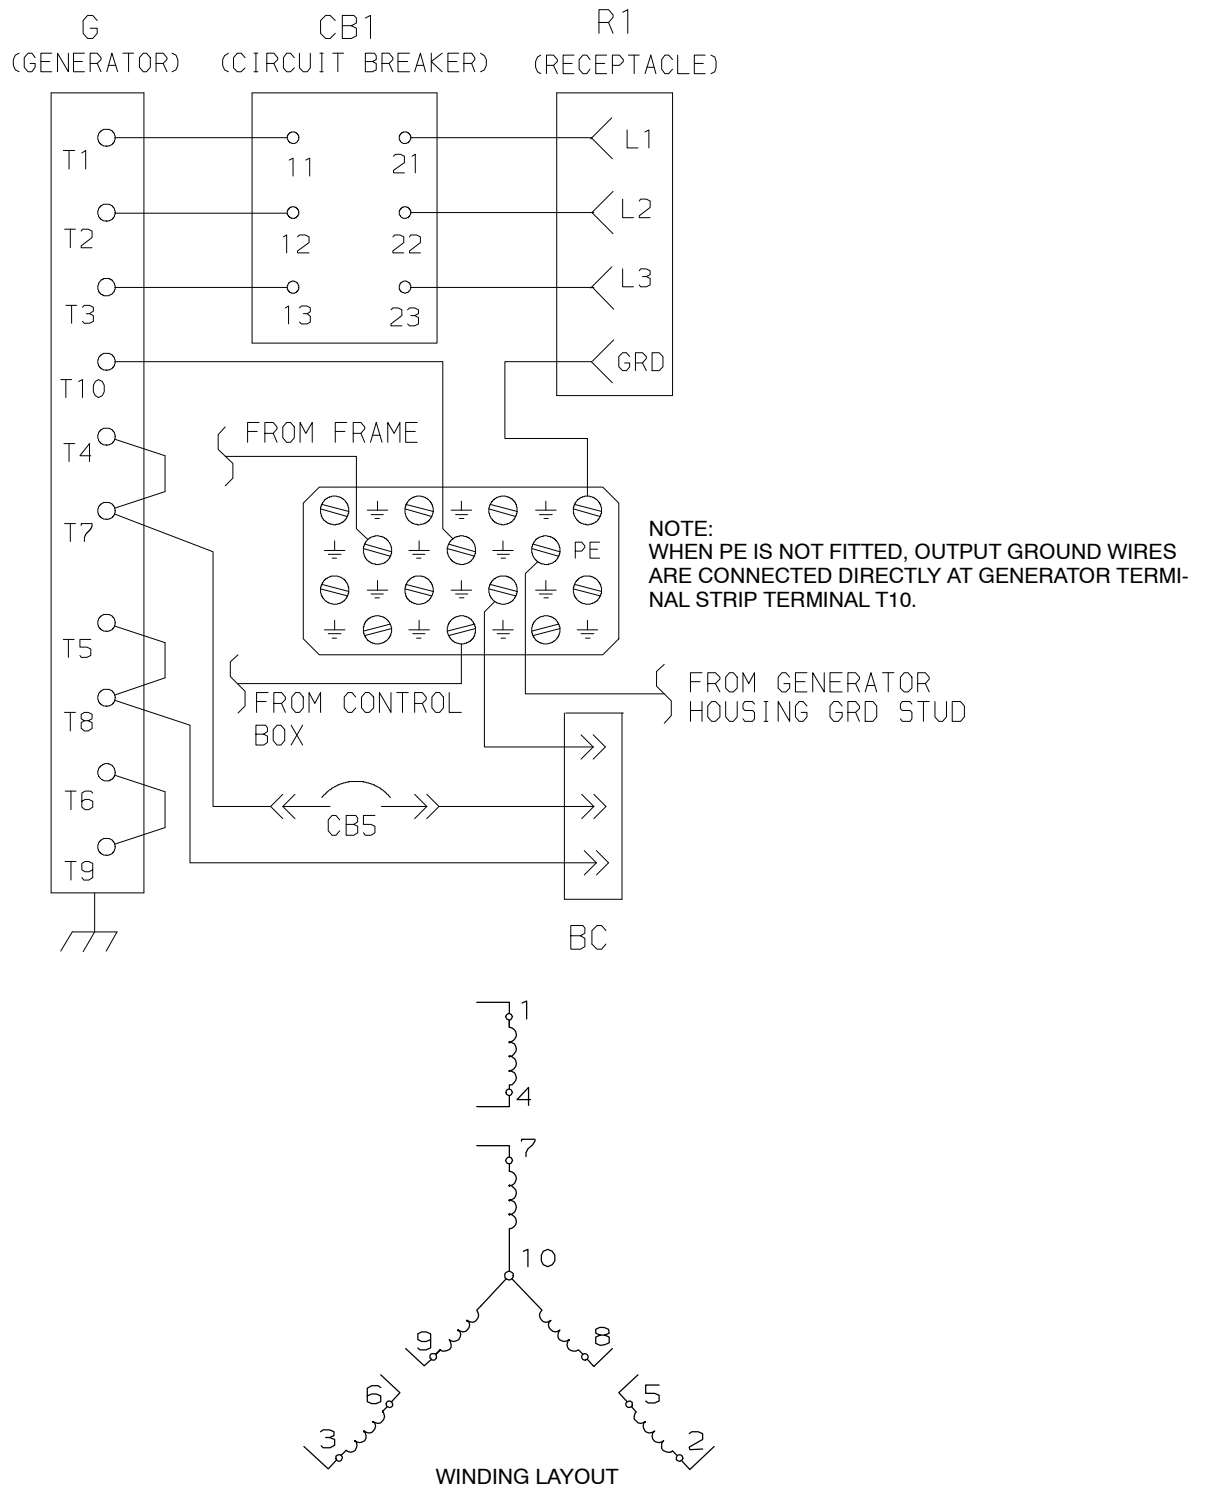 G
(GENERATOR)
CB1
(CIRCUIT BREAKER)
R1
(RECEPTACLE)
T1
11
21
L1
T2
12
22
L2
T3
13
23
L3
T10
GRD
T4
FROM FRAME
T7
PE
NOTE:
WHEN PE IS NOT FITTED, OUTPUT GROUND WIRES
ARE CONNECTED DIRECTLY AT GENERATOR TERMI-
NAL STRIP TERMINAL T10.
T5
T8
FROM CONTROL
BOX
FROM GENERATOR
HOUSING GRD STUD
T6
CB5
T9
BC
1
4
7
10
9
8
6
5
3
2
WINDING LAYOUT